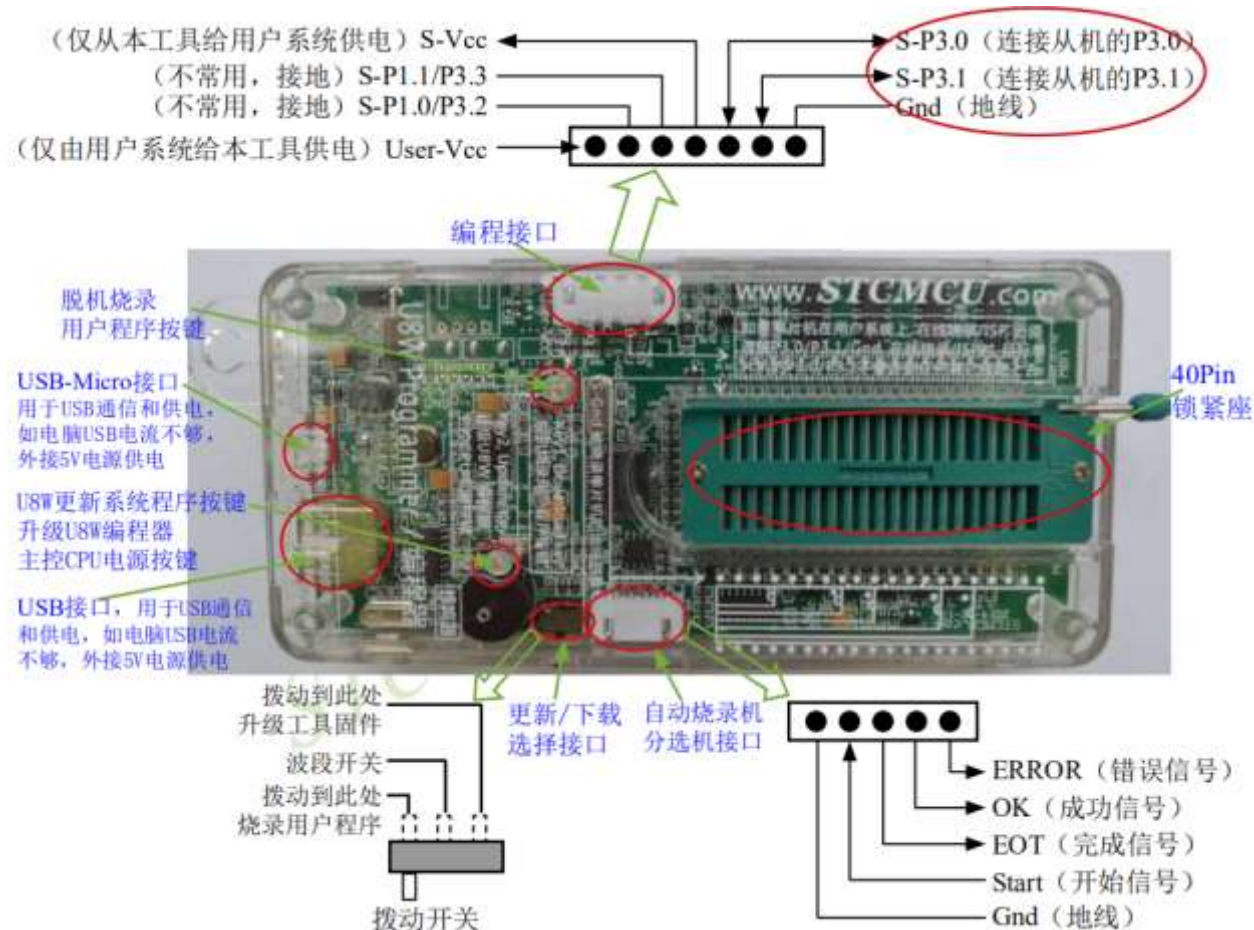 （仅从本工具给用户系统供电）S-Vcc
（不常用，接地）S-P1.1/P3.3
（不常用，接地）S-P1.0/P3.2
（仅由用户系统给本工具供电）User-Vcc
S-P3.0（连接从机的P3.0）
S-P3.1（连接从机的P3.1）
Gnd（地线）
编程接口
脱机烧录
用户程序按键
USB-Micro接口
用于USB通信和供电，
如电脑USB电流不够，
外接5V电源供电
U8W更新系统程序按键
升级U8W编程器
主控CPU电源按键
USB接口，用于USB通信
和供电，如电脑USB电流
不够，外接5V电源供电
www.STCMCU.com
U8W Programmer
40Pin
锁紧座
拨动到此处
升级工具固件
波段开关
拨动到此处
烧录用户程序
拨动开关
更新/下载
选择接口
自动烧录机
分选机接口
ERROR（错误信号）
OK（成功信号）
EOT（完成信号）
Start（开始信号）
Gnd（地线）